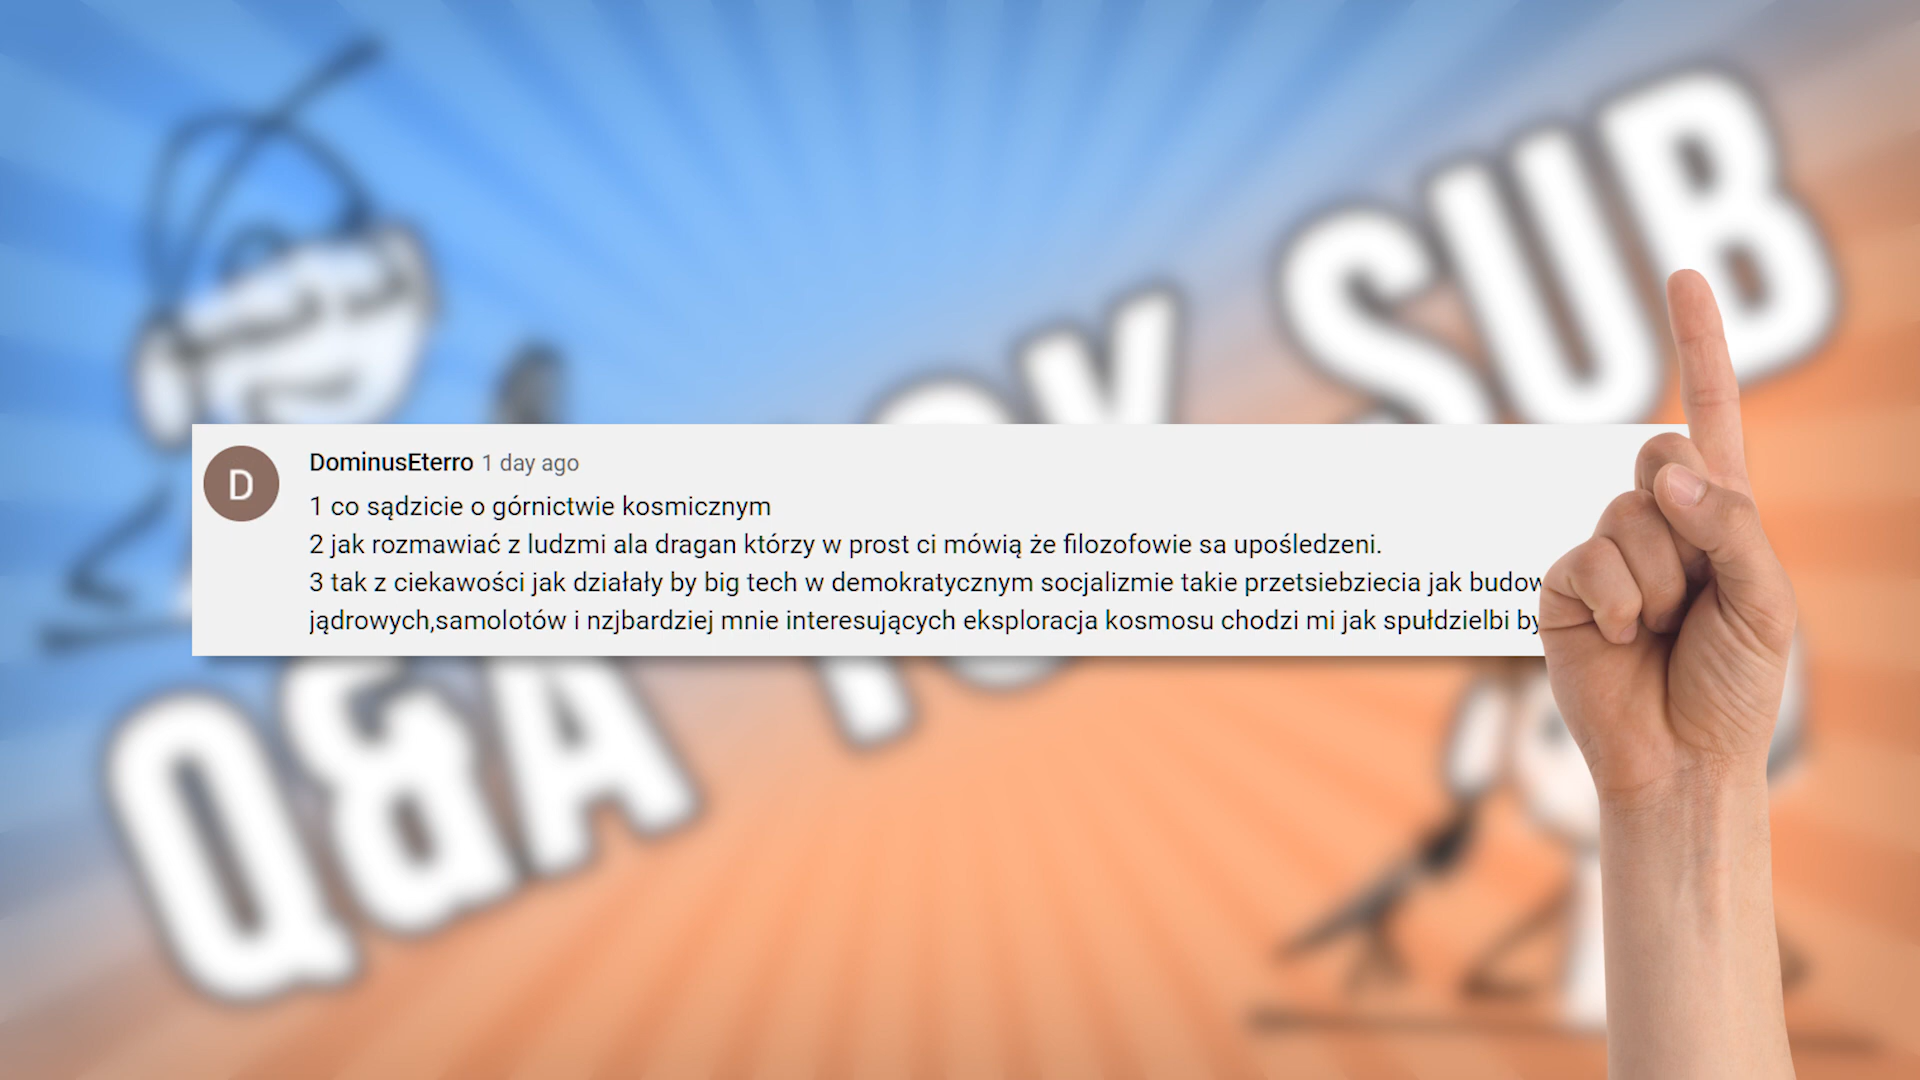 SUB
D
DominusEterro 1 day ago
1 co sądzicie o górnictwie kosmicznym
2 jak rozmawiać z ludzmi ala dragan którzy w prost ci mówią że filozofowie sa upośledzeni.
3 tak z ciekawości jak działały by big tech w demokratycznym socjalizmie takie przetsiebziecia jak
jądrowych,samolotów i nzjbardziej mnie interesujących eksploracja kosmosu chodzi mi jak spułdzielbi
Q&A